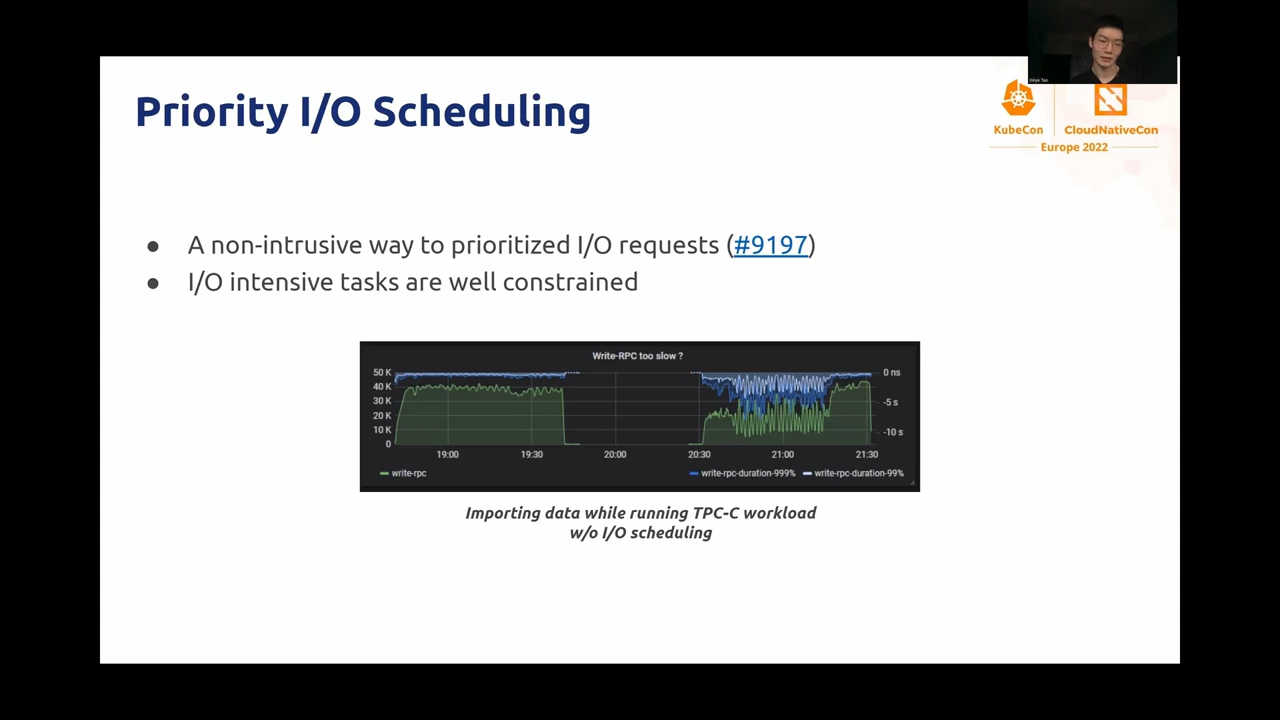 Jinye Tao
Priority I/O Scheduling
KubeCon
CloudNativeCon
Europe 2022
● A non-intrusive way to prioritized I/O requests (#9197)
● I/O intensive tasks are well constrained
Write-RPC too slow ?
50 K
40 K
30 K
20 K
10 K
0
0 ns
-5 s
-10 s
19:00 19:30 20:00 20:30 21:00 21:30
write-rpc write-rpc-duration-999% write-rpc-duration-99%
Importing data while running TPC-C workload
w/o I/O scheduling